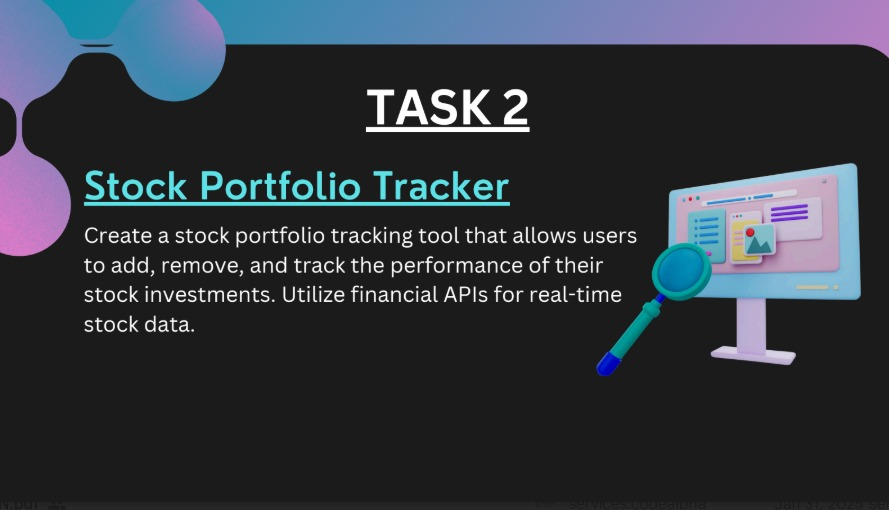 TASK 2
Stock Portfolio Tracker
Create a stock portfolio tracking tool that allows users
to add, remove, and track the performance of their
stock investments. Utilize financial APIs for real-time
stock data.